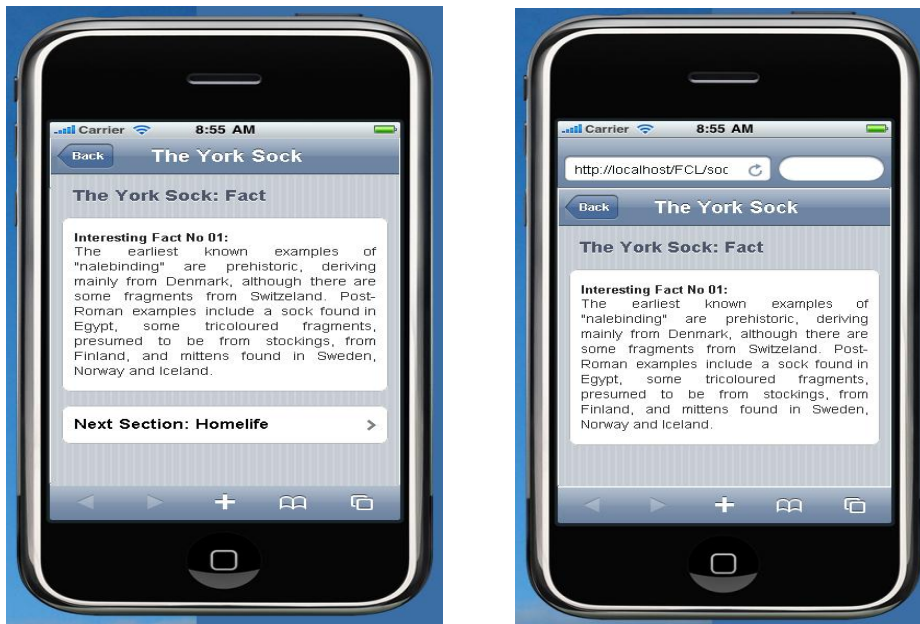 Carrier 8:55 AM
Back The York Sock
The York Sock: Fact
Interesting Fact No 01:
The earliest known examples of
"nalebinding" are prehistoric, deriving
mainly from Denmark, although there are
some fragments from Switzeland. Post-
Roman examples include a sock found in
Egypt, some tricoloured fragments,
presumed to be from stockings, from
Finland, and mittens found in Sweden,
Norway and Iceland.
Next Section: Homelife
Carrier 8:55 AM
http://localhost/FCL/soc
Back The York Sock
The York Sock: Fact
Interesting Fact No 01:
The earliest known examples of
"nalebinding" are prehistoric, deriving
mainly from Denmark, although there are
some fragments from Switzeland. Post-
Roman examples include a sock found in
Egypt, some tricoloured fragments,
presumed to be from stockings, from
Finland, and mittens found in Sweden,
Norway and Iceland.